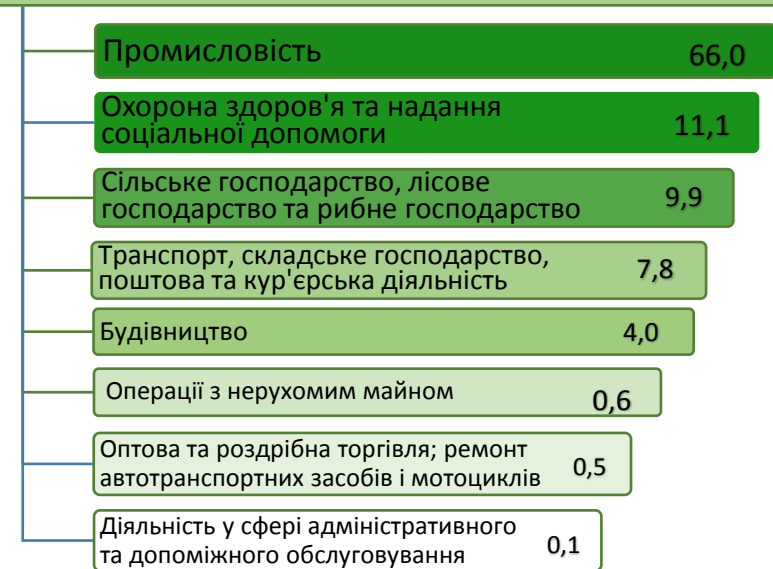 Промисловість 66,0
Охорона здоров'я та надання
соціальної допомоги 11,1
Сільське господарство, лісове
господарство та рибне господарство 9,9
Транспорт, складське господарство,
поштова та кур'єрська діяльність 7,8
Будівництво 4,0
Операції з нерухомим майном 0,6
Оптова та роздрібна торгівля; ремонт
автотранспортних засобів і мотоциклів 0,5
Діяльність у сфері адміністративного
та допоміжного обслуговування 0,1